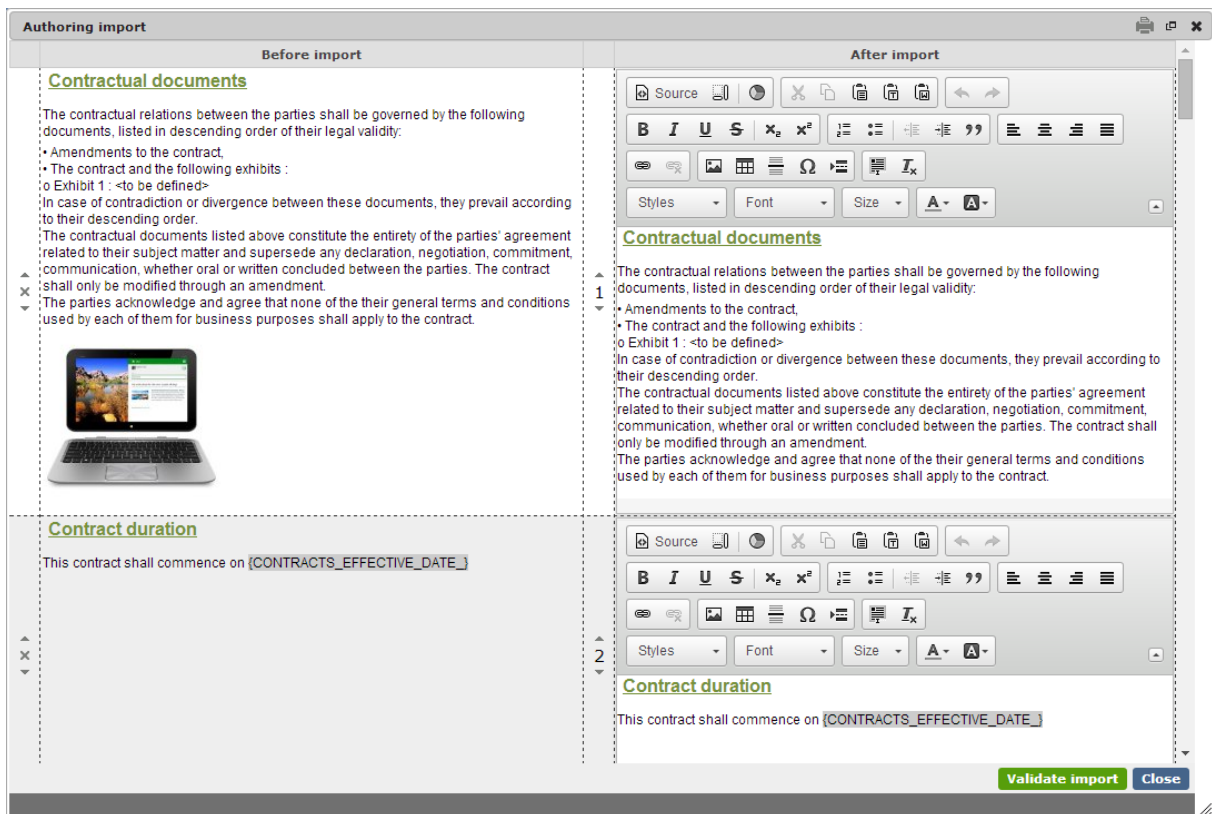 Authoring import
Before import
After import
Contractual documents
The contractual relations between the parties shall be governed by the following
documents, listed in descending order of their legal validity:
• Amendments to the contract,
• The contract and the following exhibits :
o Exhibit 1 : <to be defined>
In case of contradiction or divergence between these documents, they prevail according
to their descending order.
The contractual documents listed above constitute the entirety of the parties' agreement
related to their subject matter and supersede any declaration, negotiation, commitment,
communication, whether oral or written concluded between the parties. The contract
shall only be modified through an amendment.
The parties acknowledge and agree that none of the their general terms and conditions
used by each of them for business purposes shall apply to the contract.
1
Source
B I U S x₂ x²
Styles Font Size A A
Contractual documents
The contractual relations between the parties shall be governed by the following
documents, listed in descending order of their legal validity:
• Amendments to the contract,
• The contract and the following exhibits :
o Exhibit 1 : <to be defined>
In case of contradiction or divergence between these documents, they prevail according to
their descending order.
The contractual documents listed above constitute the entirety of the parties' agreement
related to their subject matter and supersede any declaration, negotiation, commitment,
communication, whether oral or written concluded between the parties. The contract shall
only be modified through an amendment.
The parties acknowledge and agree that none of the their general terms and conditions
used by each of them for business purposes shall apply to the contract.
Contract duration
This contract shall commence on {CONTRACTS_EFFECTIVE_DATE_}
2
Source
B I U S x₂ x²
Styles Font Size A A
Contract duration
This contract shall commence on {CONTRACTS_EFFECTIVE_DATE_}
Validate import
Close